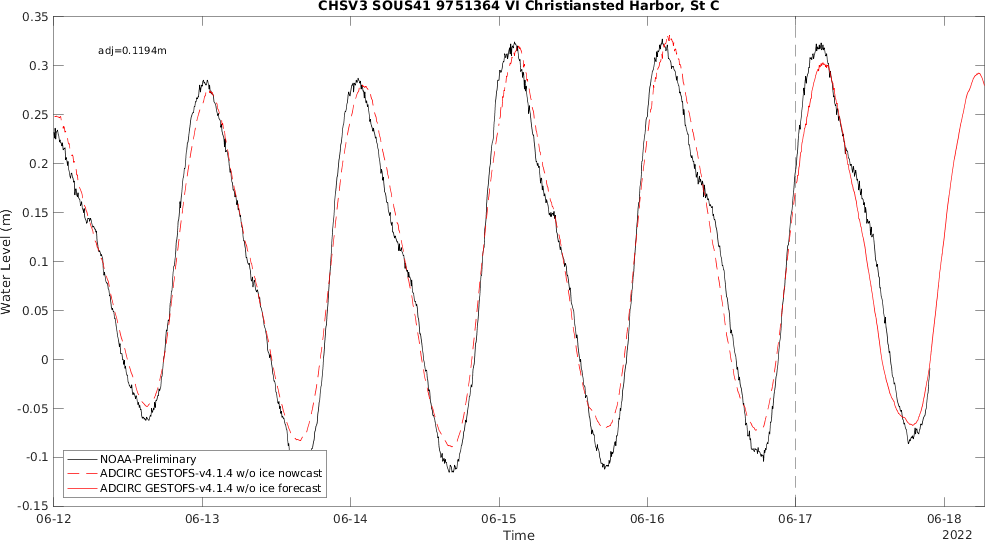 CHSV3 SOUS41 9751364 VI Christiansted Harbor, St C
adj=0.1194m
0.35
0.3
0.25
0.2
0.15
0.1
0.05
0
-0.05
-0.1
-0.15
Water Level (m)
NOAA-Preliminary
ADCIRC GESTOFS-v4.1.4 w/o ice nowcast
ADCIRC GESTOFS-v4.1.4 w/o ice forecast
06-12 06-13 06-14 06-15 06-16 06-17 06-18
Time
2022